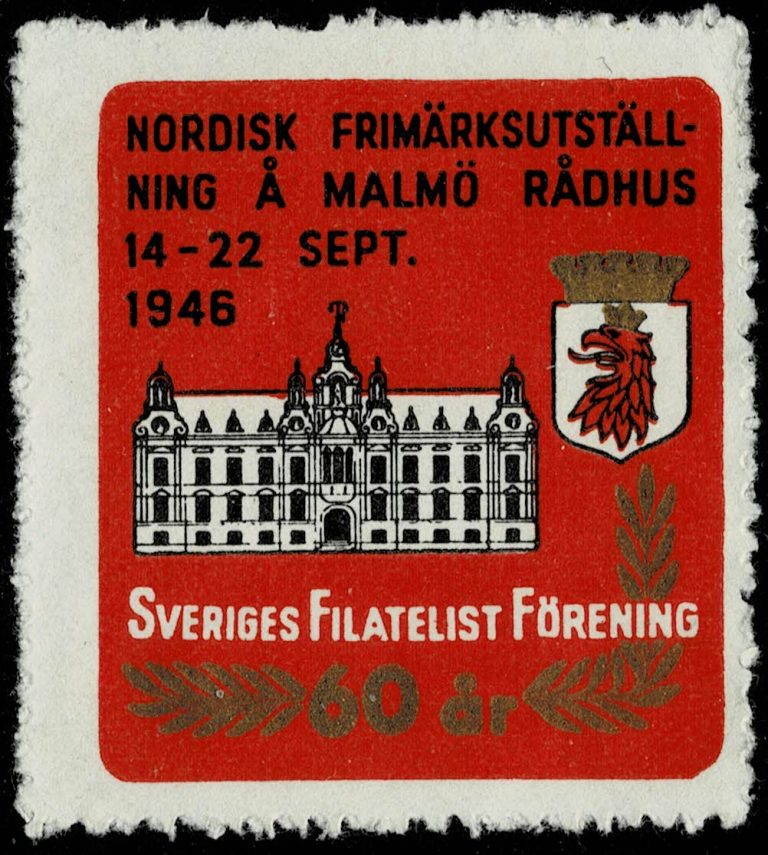 NORDISK FRIMÄRKSUTSTÄLL-
NING Å MALMÖ RÅDHUS
14-22 SEPT.
1946
SVERIGES FILATELIST FÖRENING
60 år